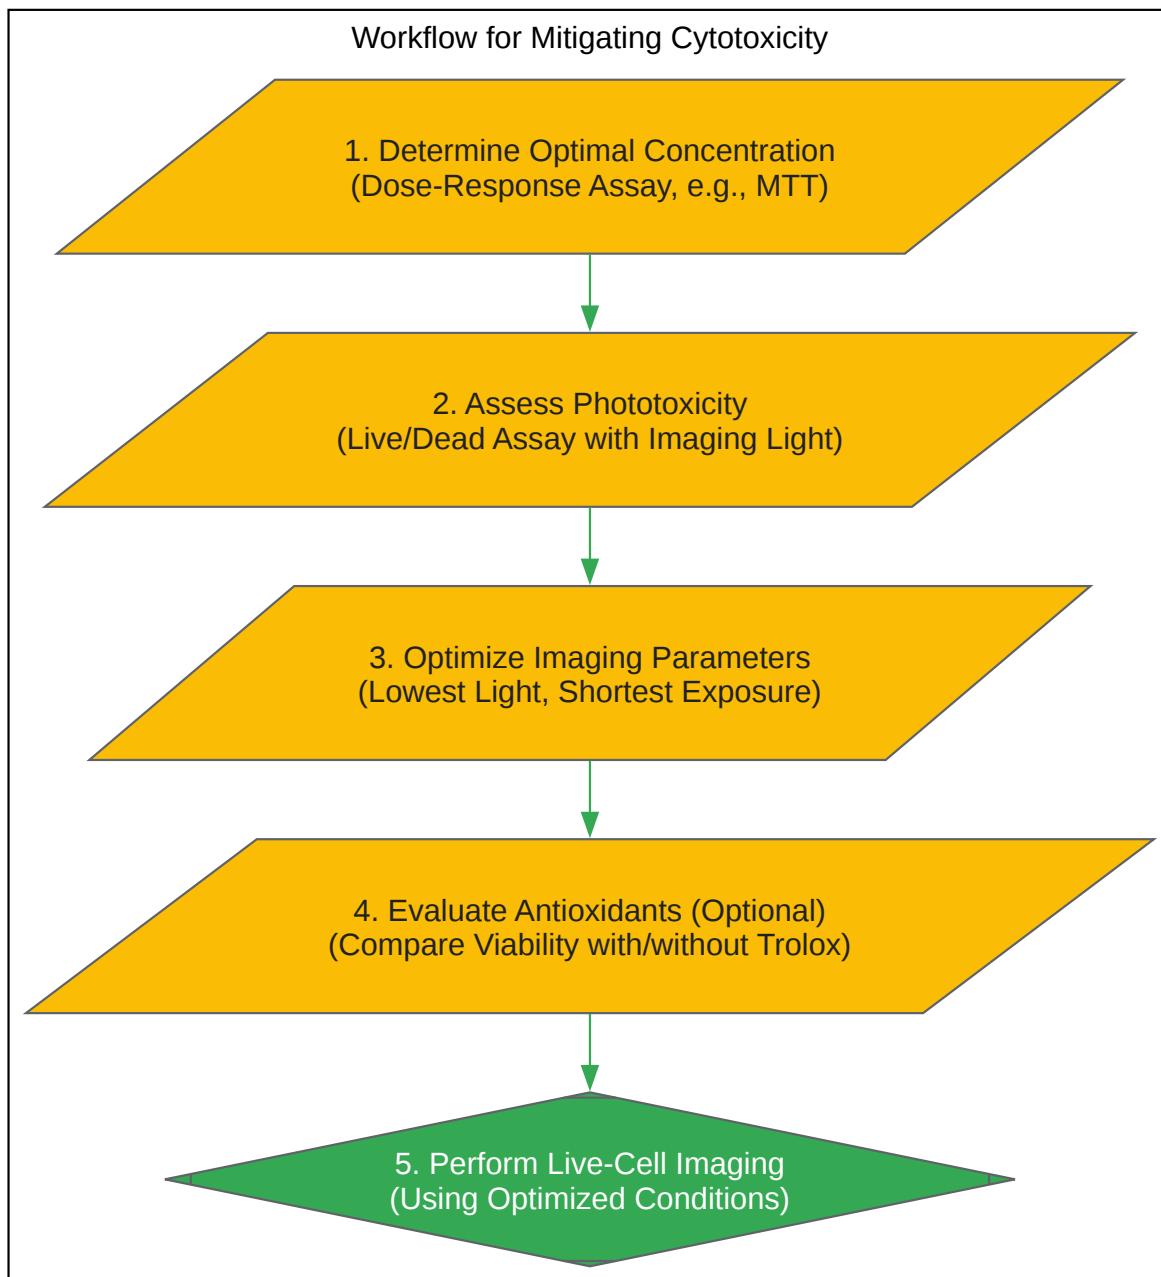 Workflow for Mitigating Cytotoxicity
1. Determine Optimal Concentration
(Dose-Response Assay, e.g., MTT)
2. Assess Phototoxicity
(Live/Dead Assay with Imaging Light)
3. Optimize Imaging Parameters
(Lowest Light, Shortest Exposure)
4. Evaluate Antioxidants (Optional)
(Compare Viability with/without Trolox)
5. Perform Live-Cell Imaging
(Using Optimized Conditions)